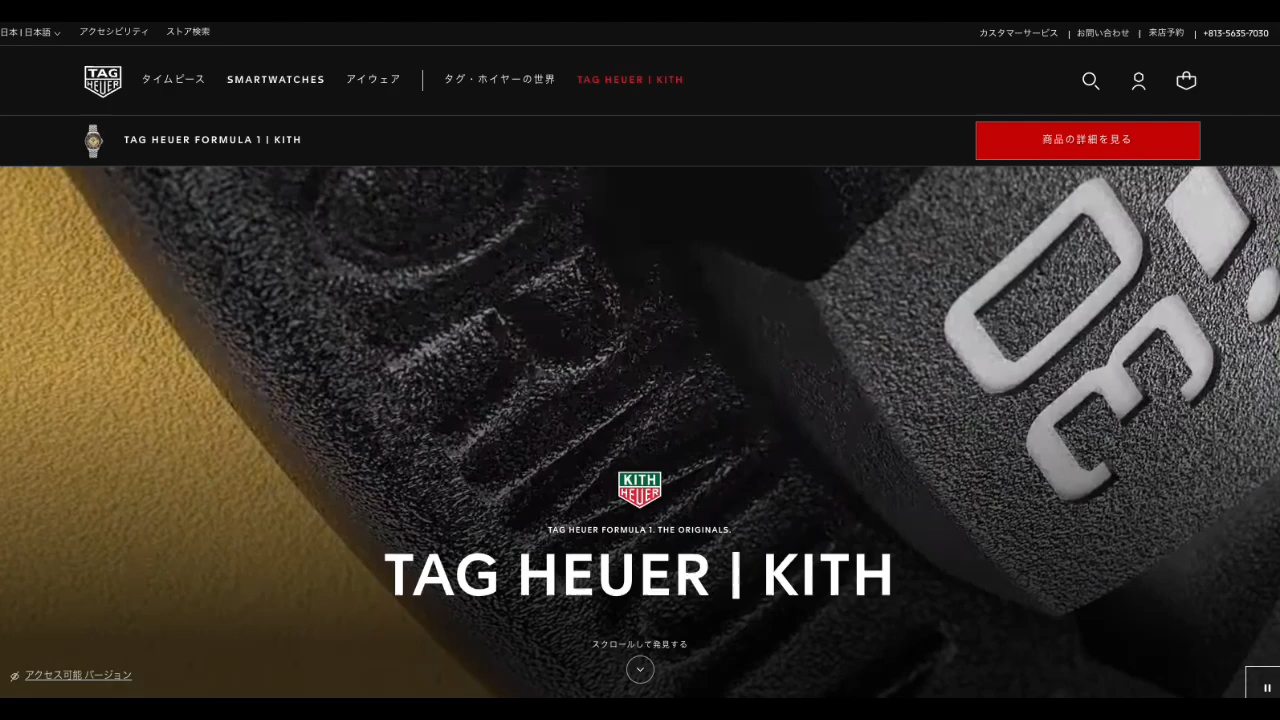 日本 | 日本語
アクセシビリティ
ストア検索
カスタマーサービス | お問い合わせ | 来店予約 | +813-5635-7030
TAG HEUER
タイムピース
SMARTWATCHES
アイウェア
タグ・ホイヤーの世界
TAG HEUER | KITH
TAG HEUER FORMULA 1 | KITH
商品の詳細を見る
KITH
HEUER
TAG HEUER FORMULA 1. THE ORIGINALS.
TAG HEUER | KITH
スクロールして発見する
アクセス可能 バージョン